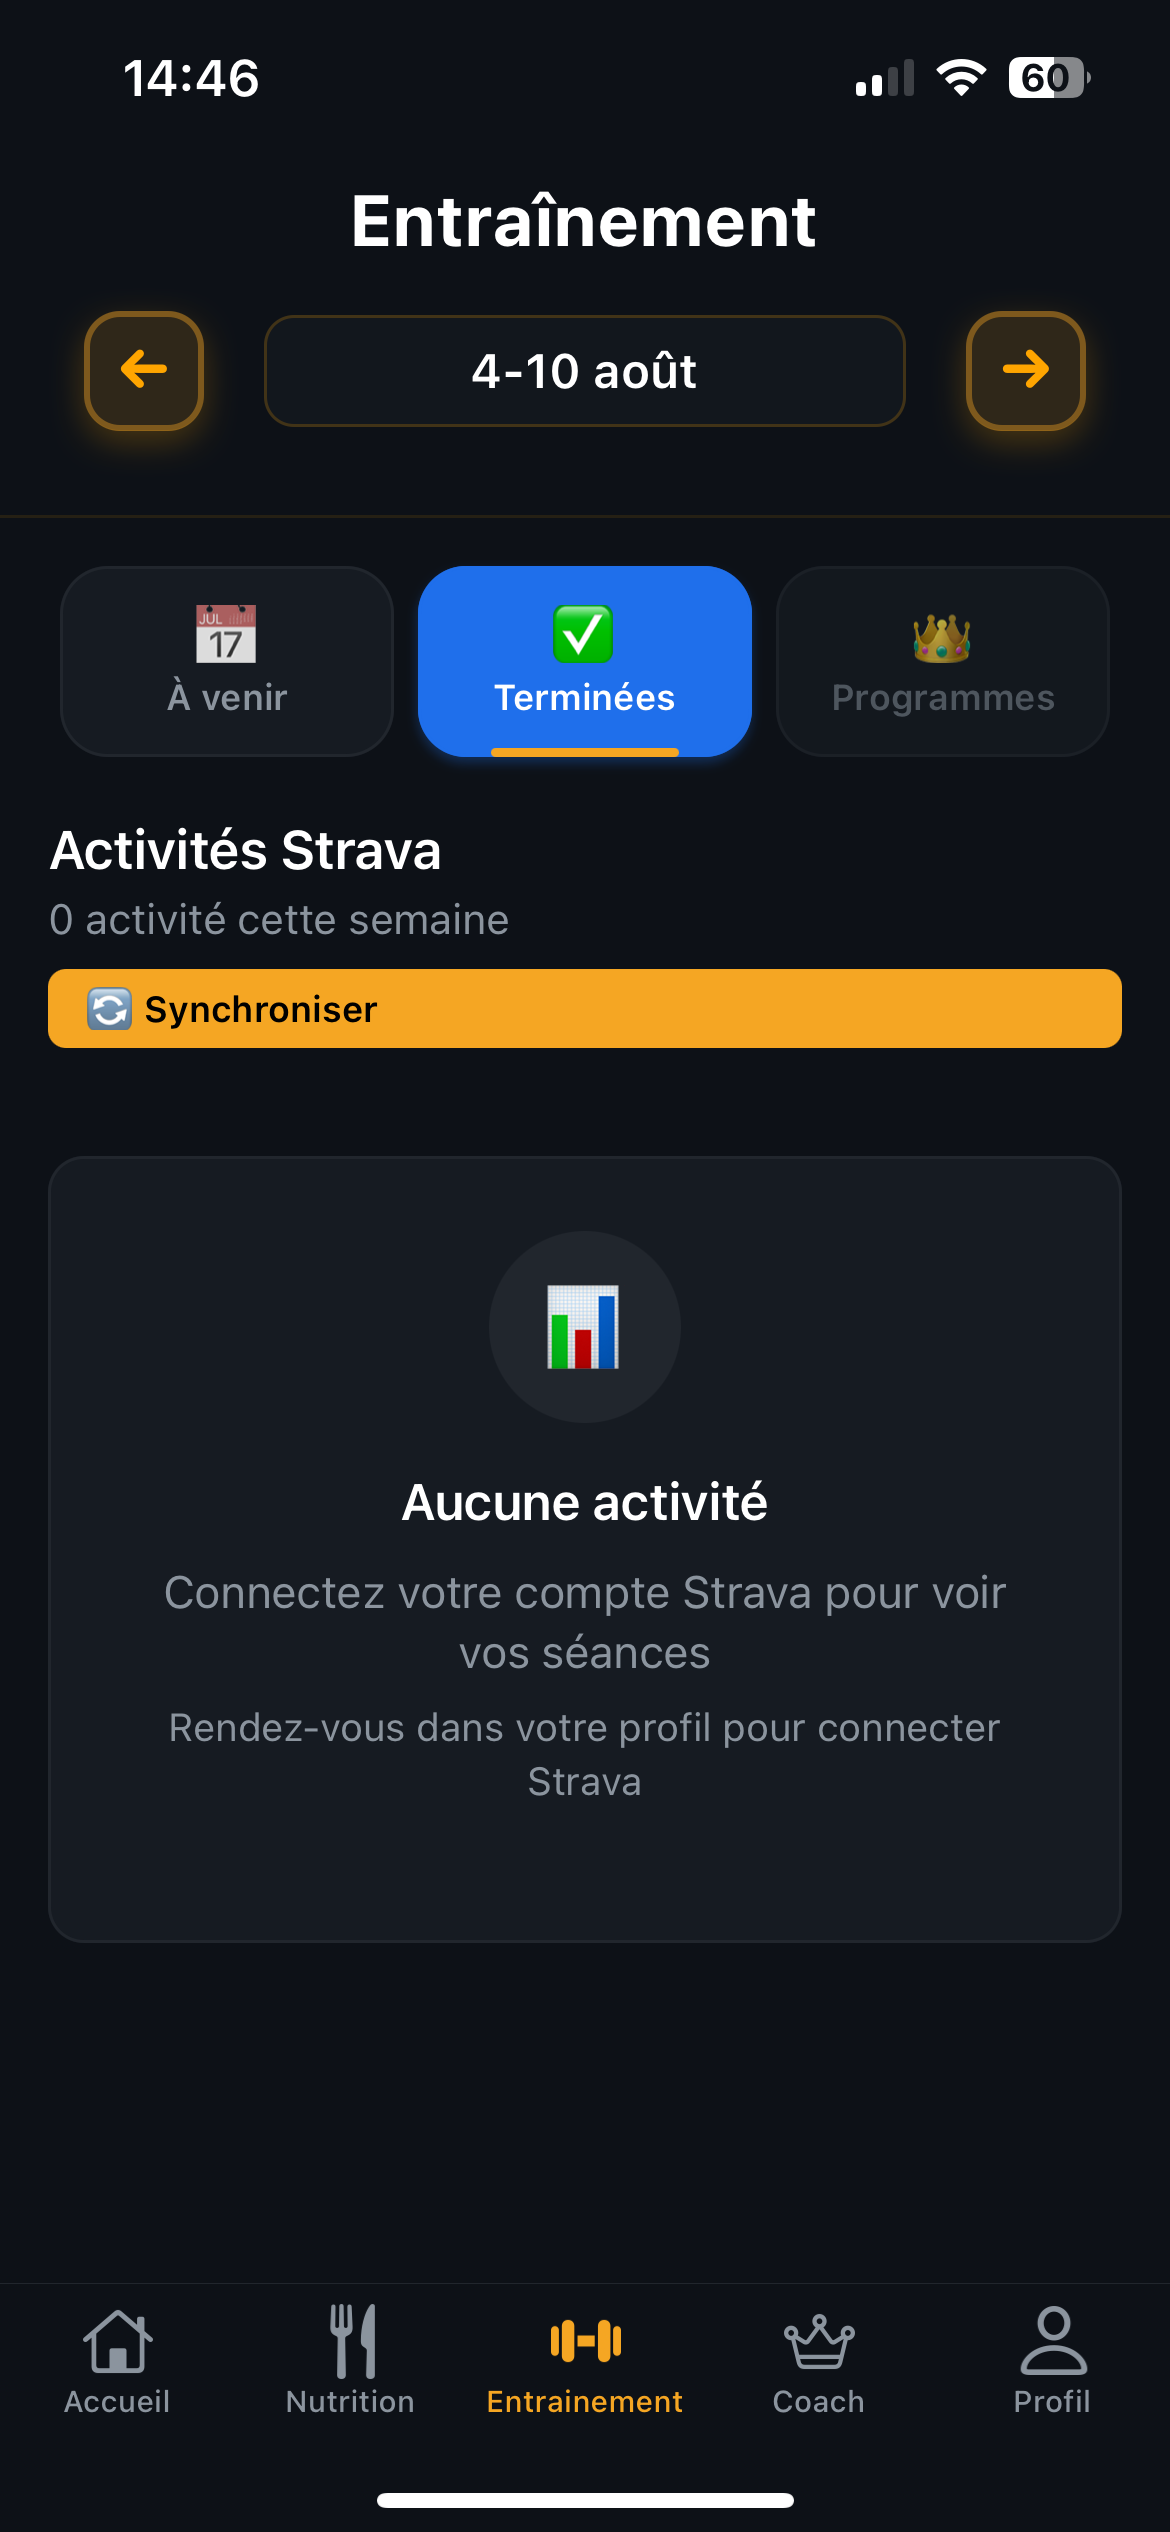 14:46
60
Entraînement
4-10 août
JUL
17
À venir
Terminées
Programmes
Activités Strava
0 activité cette semaine
Synchroniser
Aucune activité
Connectez votre compte Strava pour voir
vos séances
Rendez-vous dans votre profil pour connecter
Strava
Accueil
Nutrition
Entrainement
Coach
Profil